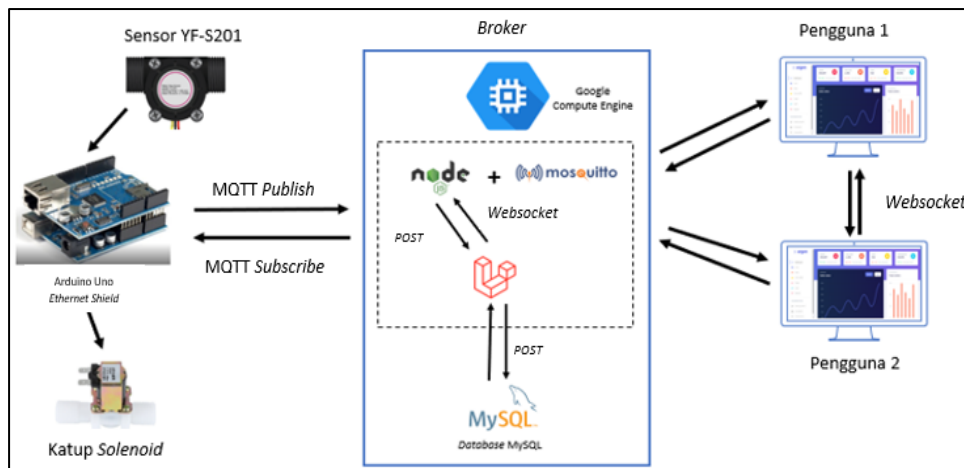 Sensor YF-S201
Arduino Uno
Ethernet Shield
Katup Solenoid
MQTT Publish
MQTT Subscribe
Broker
Google
Compute Engine
node
JS
+
mosquitto
POST
Websocket
POST
MySQL
Database MySQL
Pengguna 1
Websocket
Pengguna 2